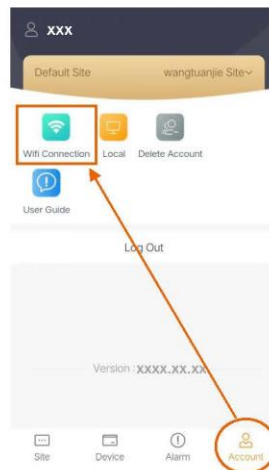 xxx
Default Site wangtuanjie Site
Wifi Connection Local Delete Account
User Guide
Log Out
Version : xxxx.xx.xx
Site Device Alarm Account